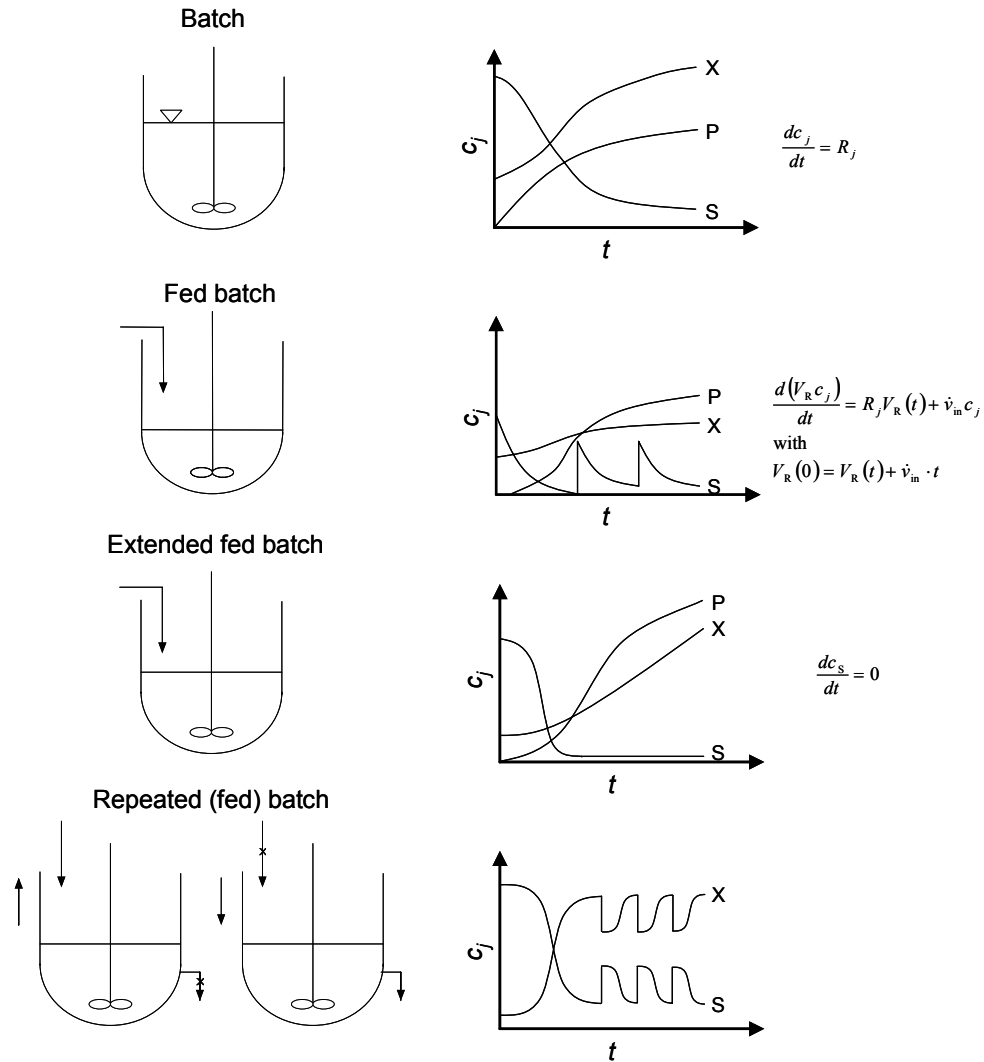 Batch
c_j
X
P
S
t
dc_j/dt = R_j
Fed batch
c_j
P
X
S
t
d(V_R c_j)/dt = R_j V_R(t) + v̇_in c_j
with
V_R(0) = V_R(t) + v̇_in · t
Extended fed batch
c_j
P
X
S
t
dc_S/dt = 0
Repeated (fed) batch
c_j
X
S
t